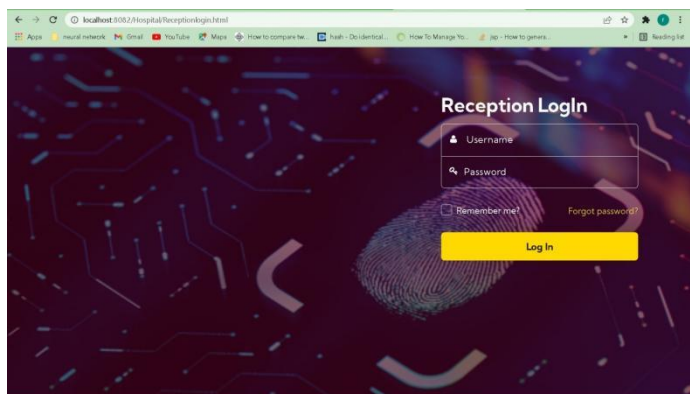 localhost:8082/Hospital/Receptionlogin.html
Apps neural network Gmail YouTube Maps How to compare tw... hash - Do identical... How To Manage Yo... jsp - How to genera... » Reading list
Reception LogIn
Username
Password
Remember me? Forgot password?
Log In